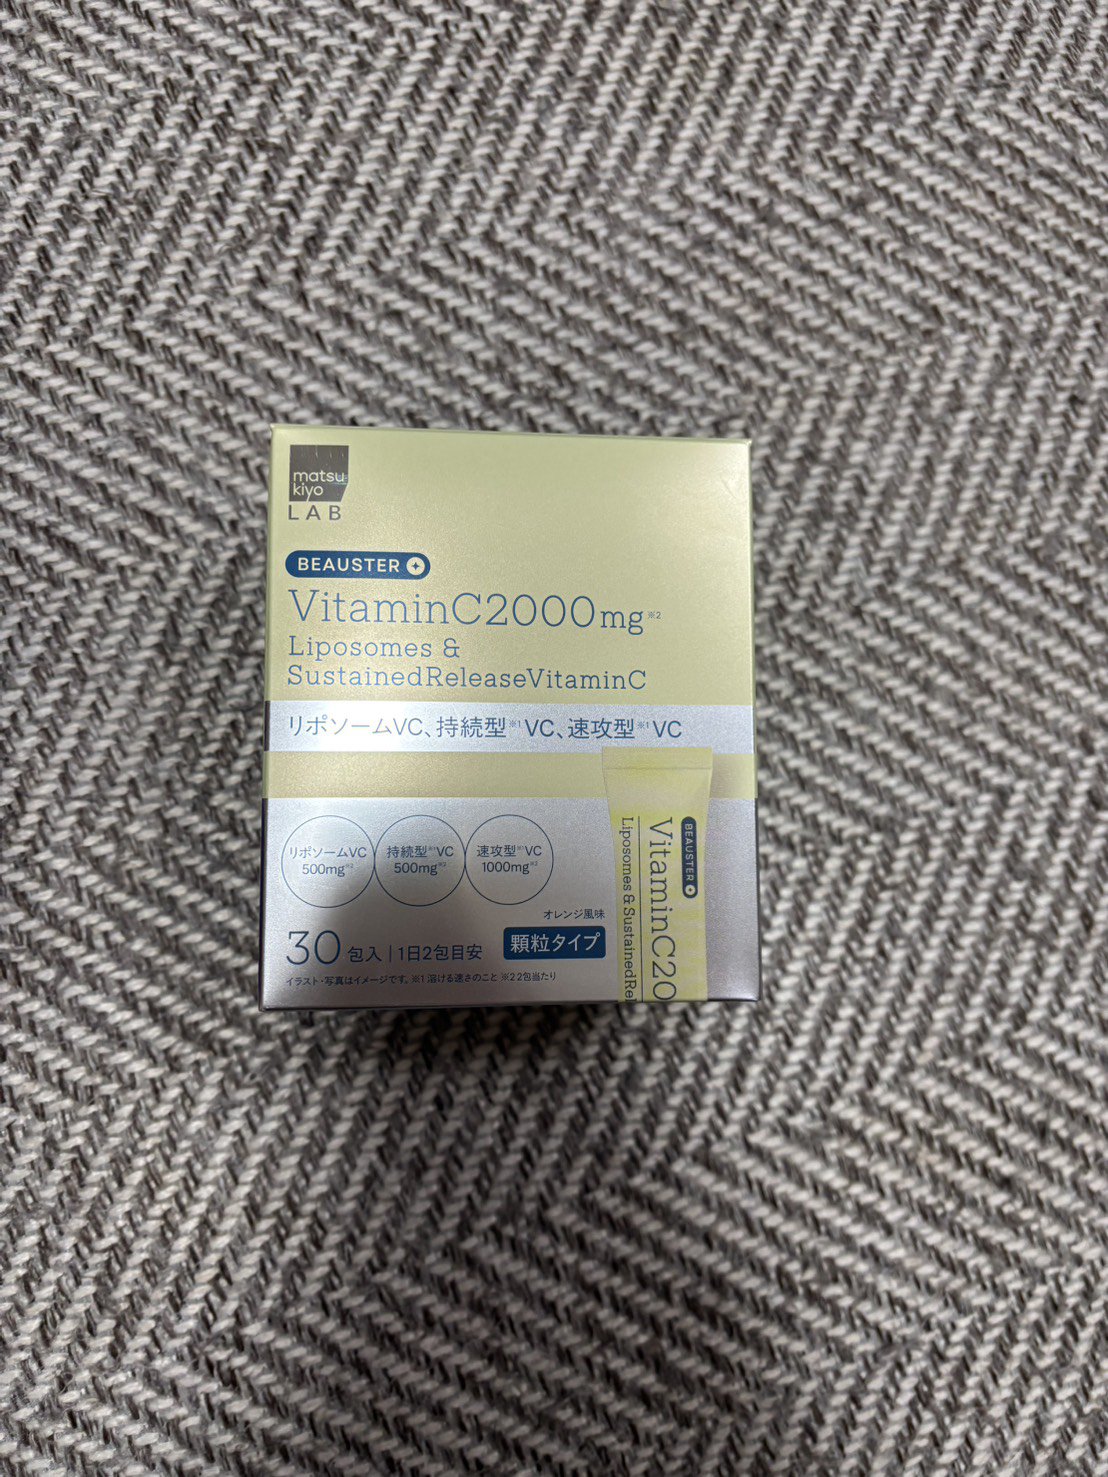 matsu
kiyo
LAB
BEAUSTER
VitaminC2000mg※2
Liposomes &
SustainedReleaseVitaminC
リポソームVC、持続型※1VC、速攻型※1VC
リポソームVC
500mg※2
持続型※1VC
500mg※2
速攻型※1VC
1000mg※2
オレンジ風味
30包入 | 1日2包目安
顆粒タイプ
イラスト・写真はイメージです。※1 溶ける速さのこと ※2 2包当たり
BEAUSTER
VitaminC20
Liposomes & SustainedRel